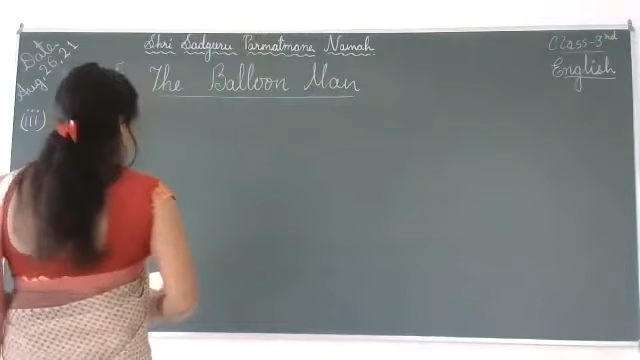 Shri Sadguru Parmatmane Namah
Date
Aug,26,21
Class-3rd
English
The Balloon Man
(iii)